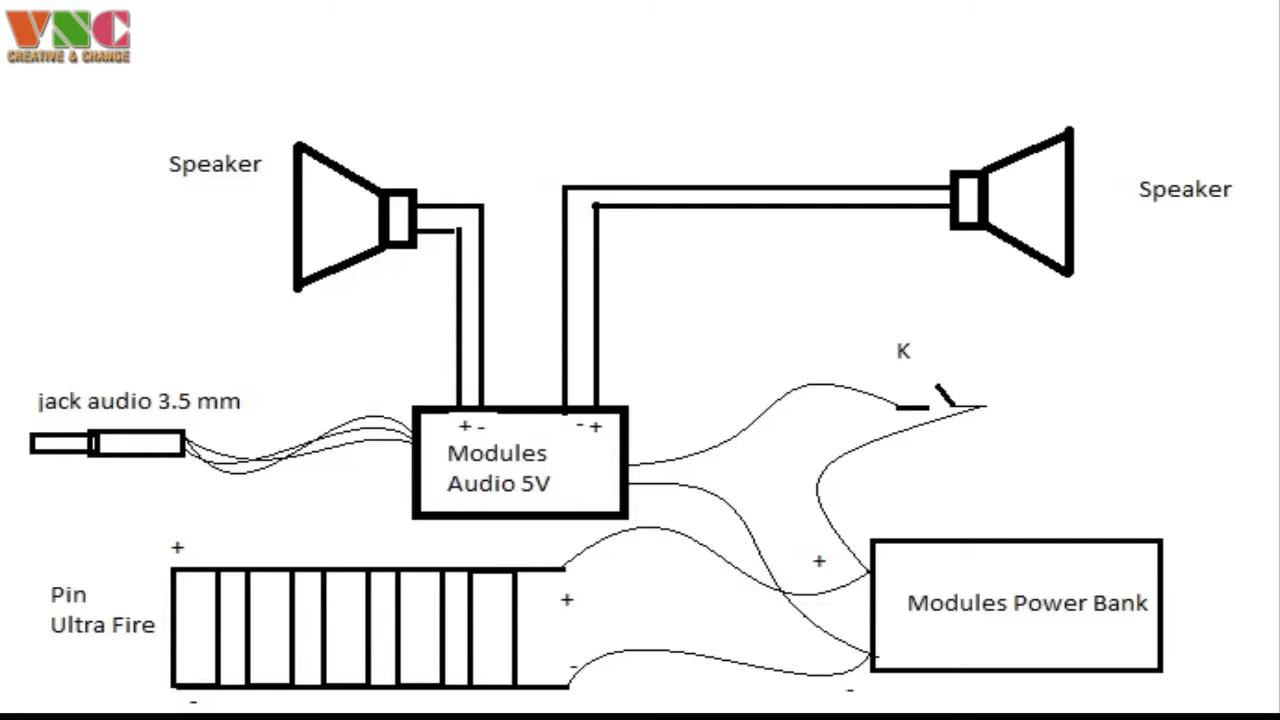 VNC
CREATIVE & CHANGE
Speaker
Speaker
K
jack audio 3.5 mm
+ -
- +
Modules
Audio 5V
+
+
Pin
Ultra Fire
+
Modules Power Bank
-
-
-
-